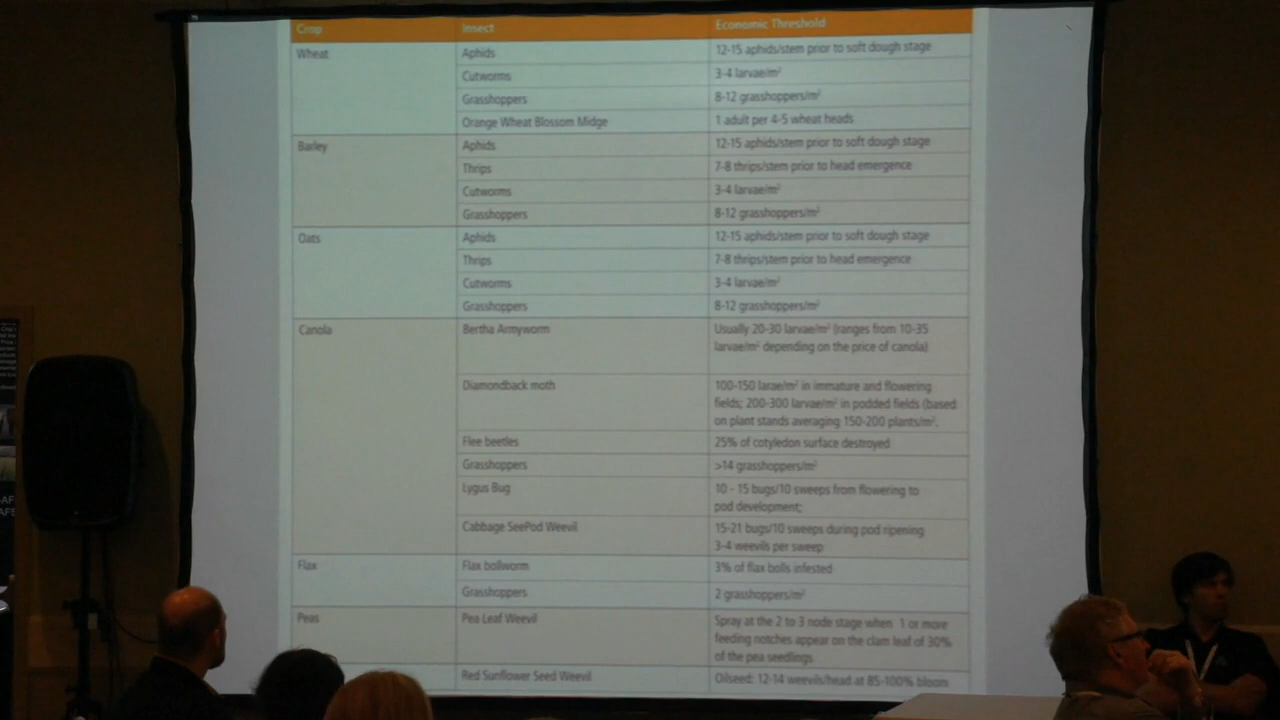 Crop Insect Economic Threshold
Wheat Aphids 12-15 aphids/stem prior to soft dough stage
Cutworms 3-4 larvae/m²
Grasshoppers 8-12 grasshoppers/m²
Orange Wheat Blossom Midge 1 adult per 4-5 wheat heads
Barley Aphids 12-15 aphids/stem prior to soft dough stage
Thrips 7-8 thrips/stem prior to head emergence
Cutworms 3-4 larvae/m²
Grasshoppers 8-12 grasshoppers/m²
Oats Aphids 12-15 aphids/stem prior to soft dough stage
Thrips 7-8 thrips/stem prior to head emergence
Cutworms 3-4 larvae/m²
Grasshoppers 8-12 grasshoppers/m²
Canola Bertha Armyworm Usually 20-30 larvae/m² (ranges from 10-35
larvae/m² depending on the price of canola)
Diamondback moth 100-150 larae/m² in immature and flowering
fields; 200-300 larvae/m² in podded fields (based
on plant stands averaging 150-200 plants/m².
Flee beetles 25% of cotyledon surface destroyed
Grasshoppers >14 grasshoppers/m²
Lygus Bug 10 - 15 bugs/10 sweeps from flowering to
pod development;
Cabbage SeePod Weevil 15-21 bugs/10 sweeps during pod ripening
3-4 weevils per sweep
Flax Flax bollworm 3% of flax bolls infested
Grasshoppers 2 grasshoppers/m²
Peas Pea Leaf Weevil Spray at the 2 to 3 node stage when 1 or more
feeding notches appear on the clam leaf of 30%
of the pea seedlings
Red Sunflower Seed Weevil Oilseed: 12-14 weevils/head at 85-100% bloom